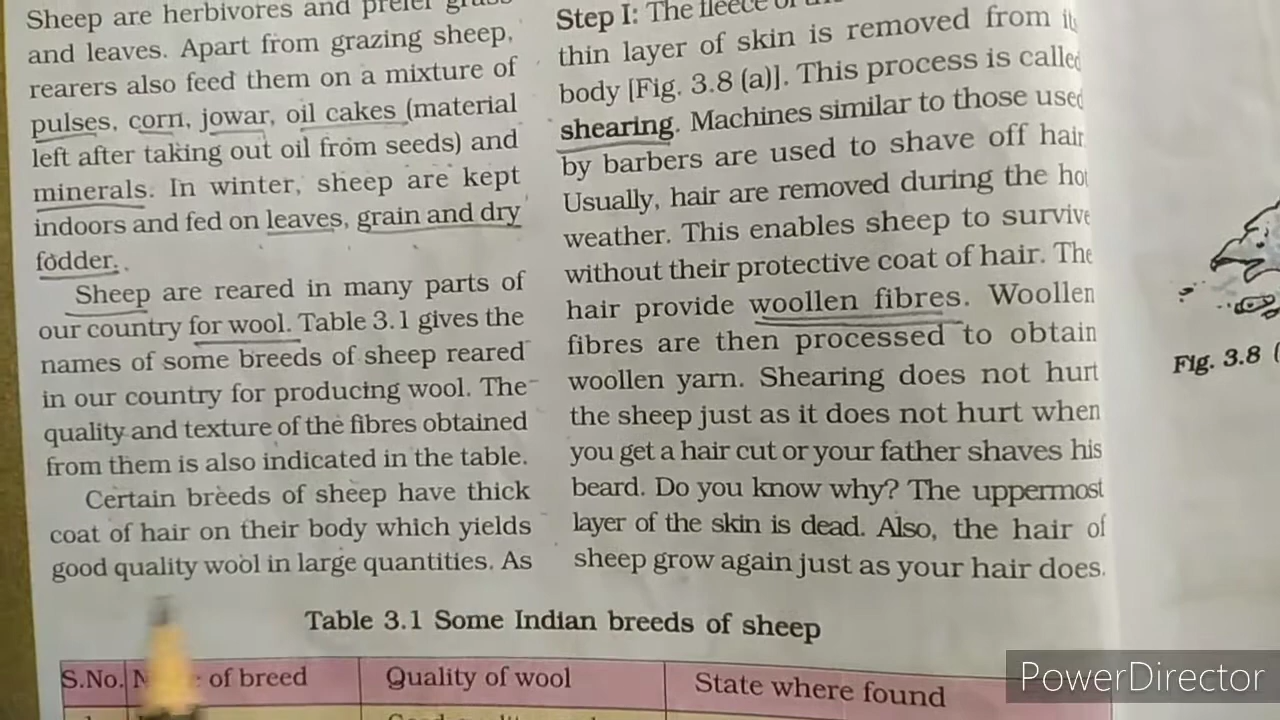 Sheep are herbivores and prefer
and leaves. Apart from grazing sheep,
rearers also feed them on a mixture of
pulses, corn, jowar, oil cakes (material
left after taking out oil from seeds) and
minerals. In winter, sheep are kept
indoors and fed on leaves, grain and dry
fodder.
Sheep are reared in many parts of
our country for wool. Table 3.1 gives the
names of some breeds of sheep reared
in our country for producing wool. The
quality and texture of the fibres obtained
from them is also indicated in the table.
Certain breeds of sheep have thick
coat of hair on their body which yields
good quality wool in large quantities. As
Step I: The fleece of
thin layer of skin is removed from its
body [Fig. 3.8 (a)]. This process is called
shearing. Machines similar to those used
by barbers are used to shave off hair
Usually, hair are removed during the hot
weather. This enables sheep to survive
without their protective coat of hair. The
hair provide woollen fibres. Woollen
fibres are then processed to obtain
woollen yarn. Shearing does not hurt
the sheep just as it does not hurt when
you get a hair cut or your father shaves his
beard. Do you know why? The uppermost
layer of the skin is dead. Also, the hair of
sheep grow again just as your hair does.
Fig. 3.8 (
Table 3.1 Some Indian breeds of sheep
S.No. of breed Quality of wool State where found
PowerDirector